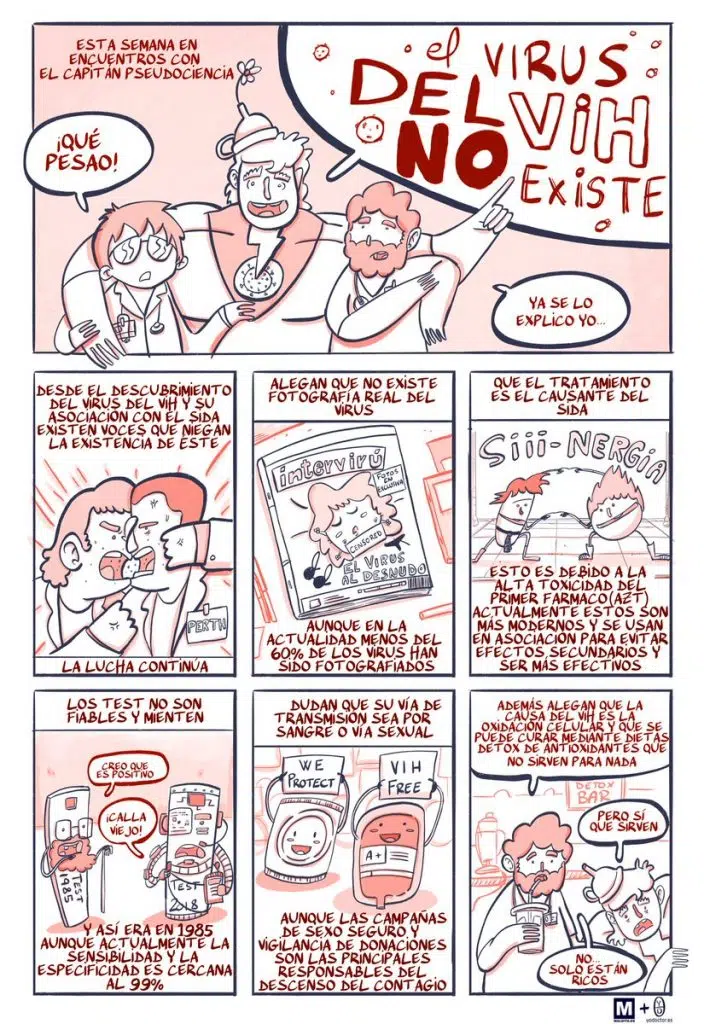 ESTA SEMANA EN
ENCUENTROS CON
EL CAPITÁN PSEUDOCIENCIA
el VIRUS
DEL ViH
NO
EXiSTE
¡QUÉ
PESAO!
YA SE LO
EXPLICO YO...
DESDE EL DESCUBRIMIENTO
DEL VIRUS DEL VIH Y SU
ASOCIACIÓN CON EL SIDA
EXISTEN VOCES QUE NIEGAN
LA EXISTENCIA DE ÉSTE
PERTH
LA LUCHA CONTINÚA
ALEGAN QUE NO EXISTE
FOTOGRAFÍA REAL DEL
VIRUS
intervirú
FOTOS
EN
EXCLUSIVA
CENSORED
EL VIRUS
AL DESNUDO
AUNQUE EN LA
ACTUALIDAD MENOS DEL
60% DE LOS VIRUS HAN
SIDO FOTOGRAFIADOS
QUE EL TRATAMIENTO
ES EL CAUSANTE DEL
SIDA
Siii-NERGiA
ESTO ES DEBIDO A LA
ALTA TOXICIDAD DEL
PRIMER FARMACO(AZT)
ACTUALMENTE ESTOS SON
MÁS MODERNOS Y SE USAN
EN ASOCIACIÓN PARA EVITAR
EFECTOS SECUNDARIOS Y
SER MÁS EFECTIVOS
LOS TEST NO SON
FIABLES Y MIENTEN
CREO QUE
ES POSITIVO
¡CALLA
VIEJO!
TEST
1985
TEST
2018
Y ASÍ ERA EN 1985
AUNQUE ACTUALMENTE LA
SENSIBILIDAD Y LA
ESPECIFICIDAD ES CERCANA
AL 99%
DUDAN QUE SU VÍA DE
TRANSMISIÓN SEA POR
SANGRE O VÍA SEXUAL
WE
PROTECT
VIH
FREE
A+
AUNQUE LAS CAMPAÑAS
DE SEXO SEGURO Y
VIGILANCIA DE DONACIONES
SON LAS PRINCIPALES
RESPONSABLES DEL
DESCENSO DEL CONTAGIO
ADEMÁS ALEGAN QUE LA
CAUSA DEL VIH ES LA
OXIDACIÓN CELULAR Y QUE SE
PUEDE CURAR MEDIANTE DIETAS
DETOX DE ANTIOXIDANTES QUE
NO SIRVEN PARA NADA
DETOX
BAR
PERO SÍ
QUE SIRVEN
NO...
SOLO ESTÁN
RICOS
M + YU
yodoctor.es